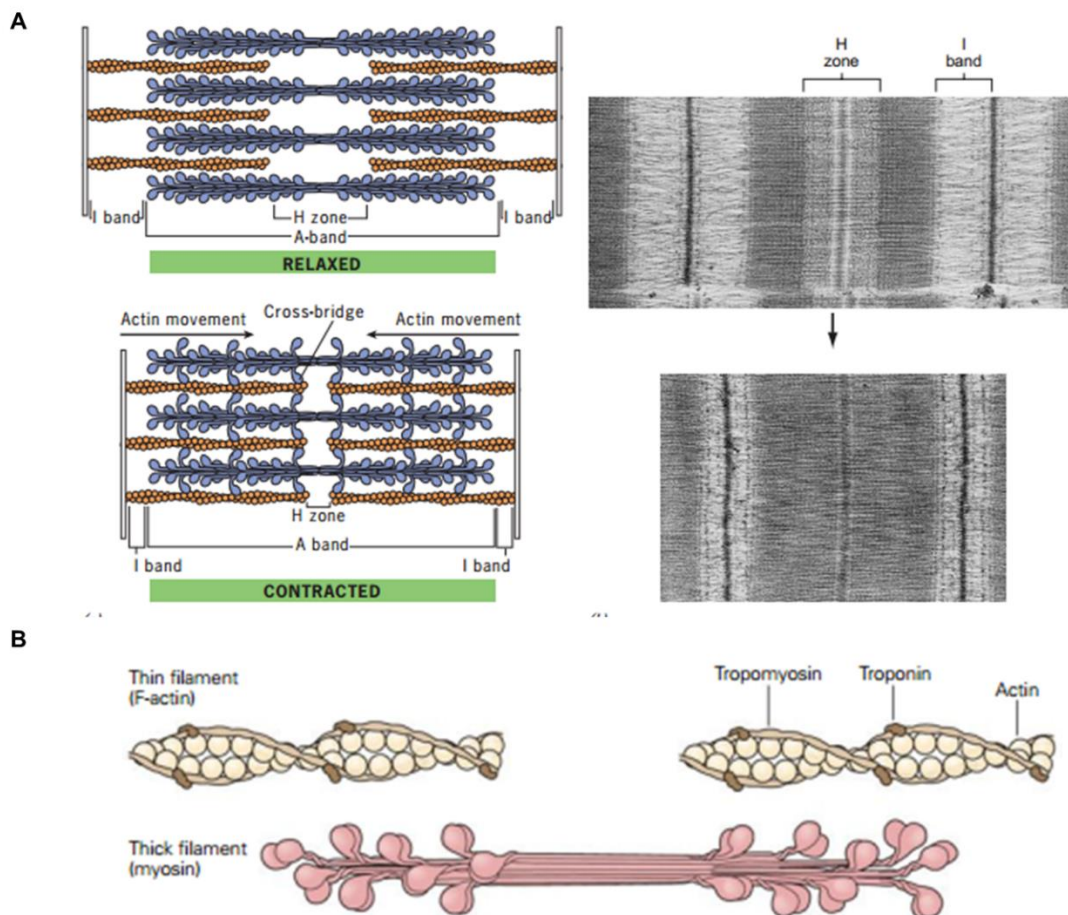 A
H
zone
I
band
I band
H zone
I band
A-band
RELAXED
Cross-bridge
Actin movement
Actin movement
H zone
A band
I band
I band
CONTRACTED
B
Thin filament
(F-actin)
Tropomyosin
Troponin
Actin
Thick filament
(myosin)